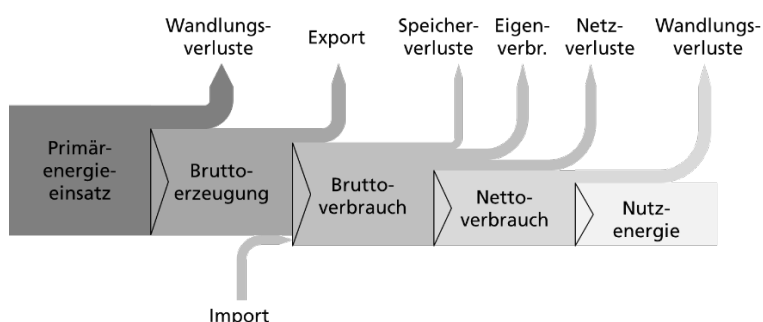 Wandlungs-
verluste
Export
Speicher-
verluste
Eigen-
verbr.
Netz-
verluste
Wandlungs-
verluste
Primär-
energie-
einsatz
Brutto-
erzeugung
Brutto-
verbrauch
Netto-
verbrauch
Nutz-
energie
Import